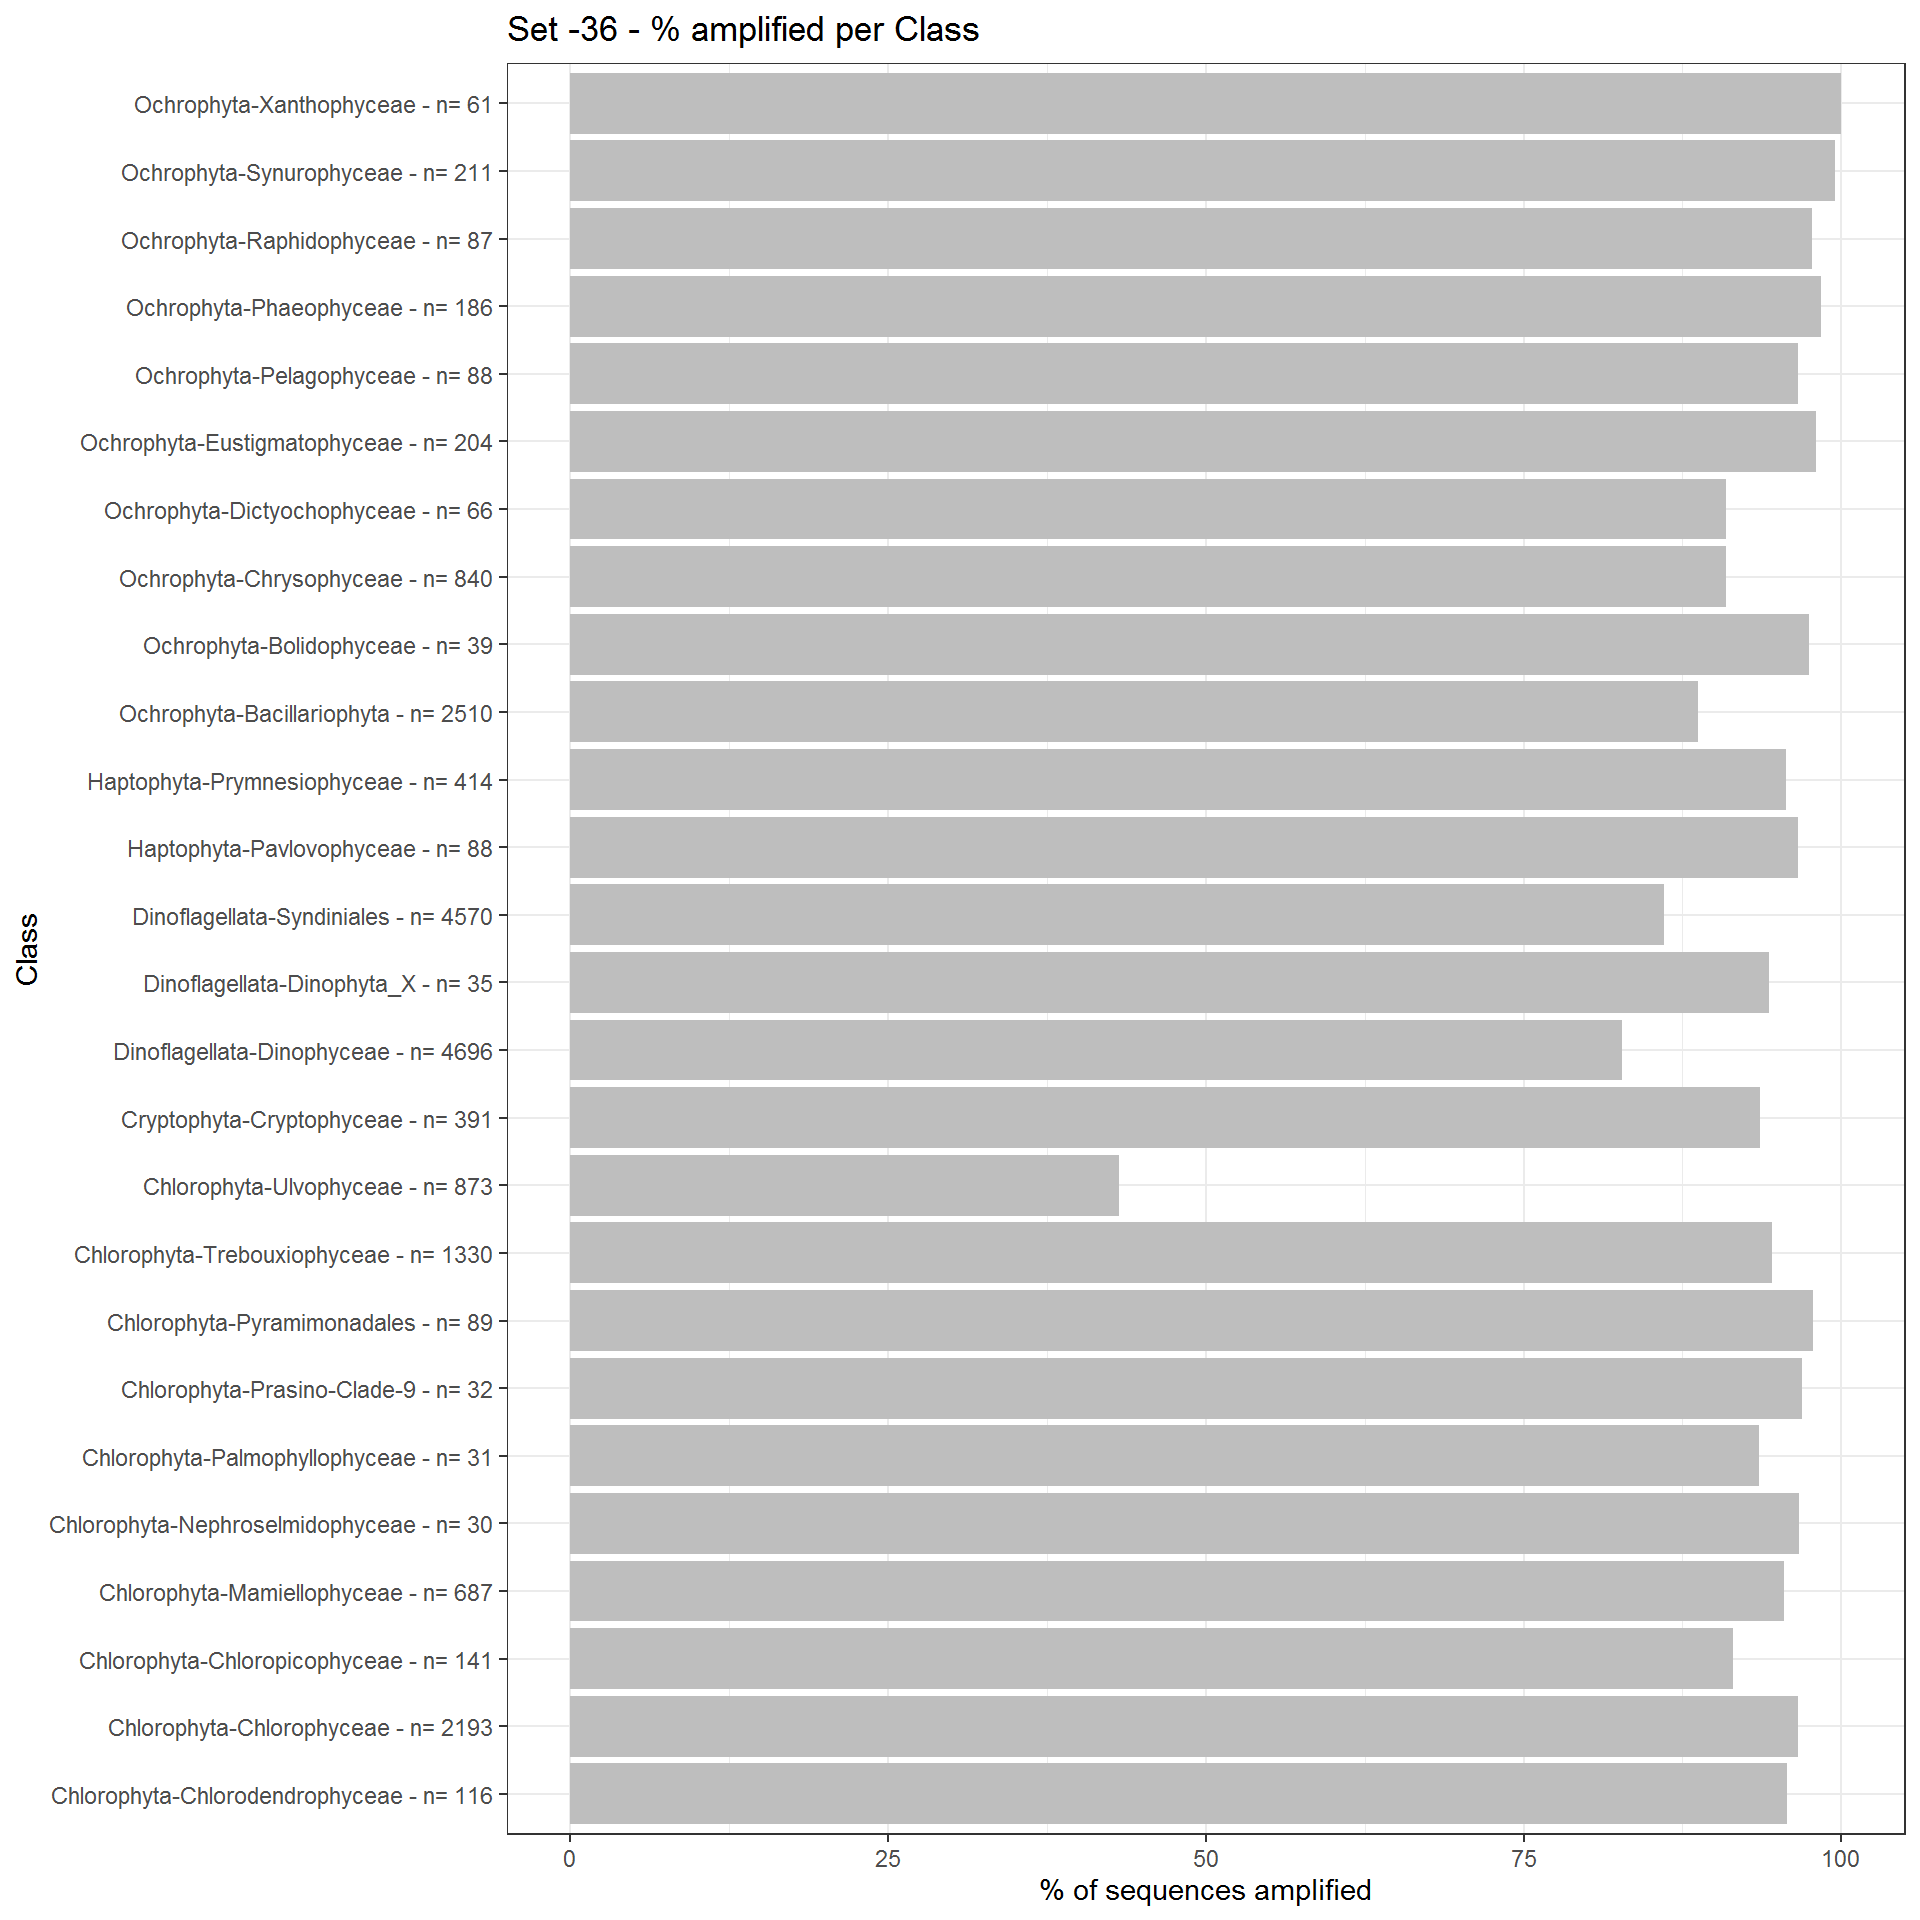 Set -36 - % amplified per Class
Ochrophyta-Xanthophyceae - n= 61
Ochrophyta-Synurophyceae - n= 211
Ochrophyta-Raphidophyceae - n= 87
Ochrophyta-Phaeophyceae - n= 186
Ochrophyta-Pelagophyceae - n= 88
Ochrophyta-Eustigmatophyceae - n= 204
Ochrophyta-Dictyochophyceae - n= 66
Ochrophyta-Chrysophyceae - n= 840
Ochrophyta-Bolidophyceae - n= 39
Ochrophyta-Bacillariophyta - n= 2510
Haptophyta-Prymnesiophyceae - n= 414
Haptophyta-Pavlovophyceae - n= 88
Dinoflagellata-Syndiniales - n= 4570
Dinoflagellata-Dinophyta_X - n= 35
Dinoflagellata-Dinophyceae - n= 4696
Cryptophyta-Cryptophyceae - n= 391
Chlorophyta-Ulvophyceae - n= 873
Chlorophyta-Trebouxiophyceae - n= 1330
Chlorophyta-Pyramimonadales - n= 89
Chlorophyta-Prasino-Clade-9 - n= 32
Chlorophyta-Palmophyllophyceae - n= 31
Chlorophyta-Nephroselmidophyceae - n= 30
Chlorophyta-Mamiellophyceae - n= 687
Chlorophyta-Chloropicophyceae - n= 141
Chlorophyta-Chlorophyceae - n= 2193
Chlorophyta-Chlorodendrophyceae - n= 116
Class
0 25 50 75 100
% of sequences amplified